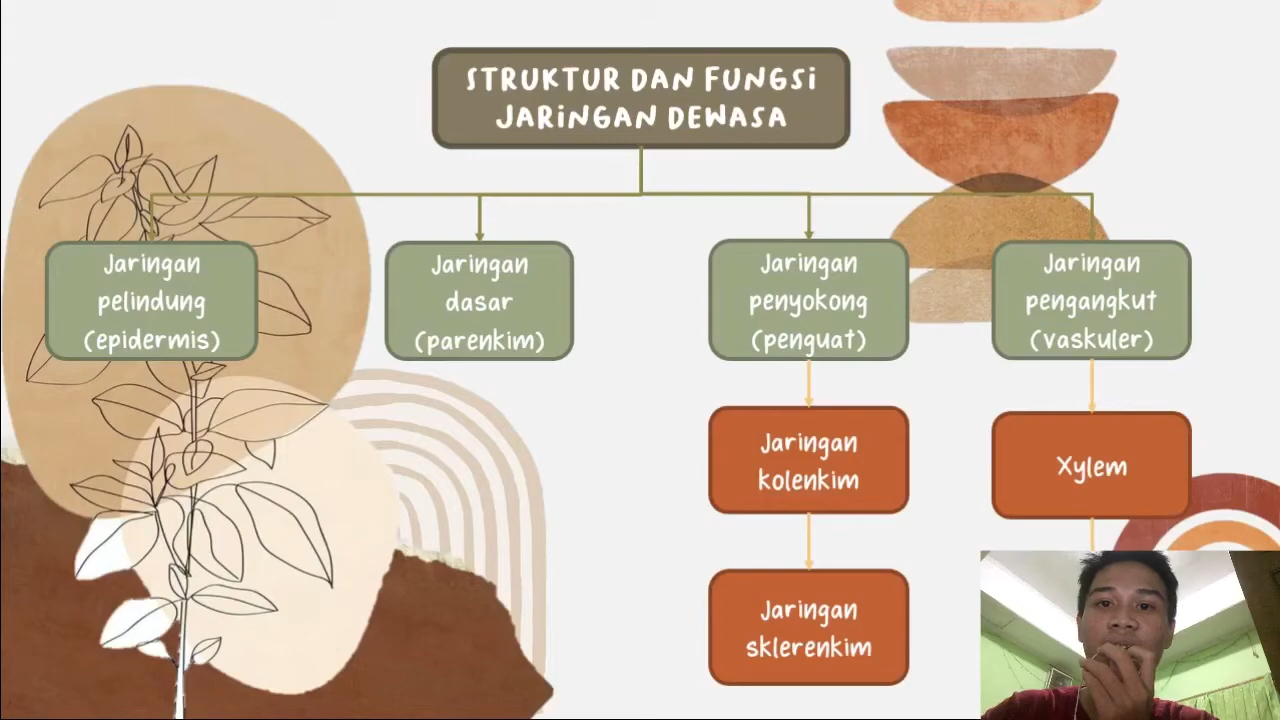 STRUKTUR DAN FUNGSI
JARINGAN DEWASA
Jaringan
pelindung
(epidermis)
Jaringan
dasar
(parenkim)
Jaringan
penyokong
(penguat)
Jaringan
pengangkut
(vaskuler)
Jaringan
kolenkim
Xylem
Jaringan
sklerenkim